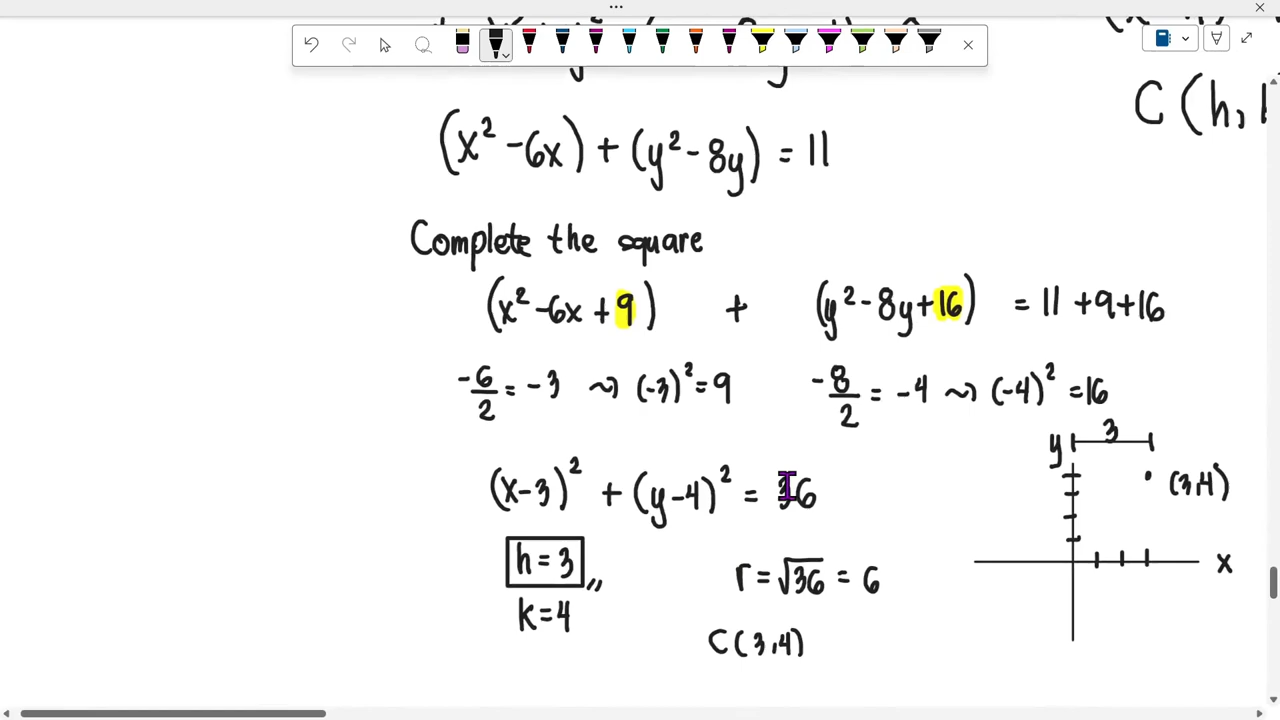 C (h,
(x² - 6x) + (y² - 8y) = 11
Complete the square
(x² - 6x + 9) + (y² - 8y + 16) = 11 + 9 + 16
-6/2 = -3 ⤳ (-3)² = 9 -8/2 = -4 ⤳ (-4)² = 16
(x-3)² + (y-4)² = 36
h = 3
k = 4
r = √36 = 6
C (3,4)
3
y
(3,4)
x